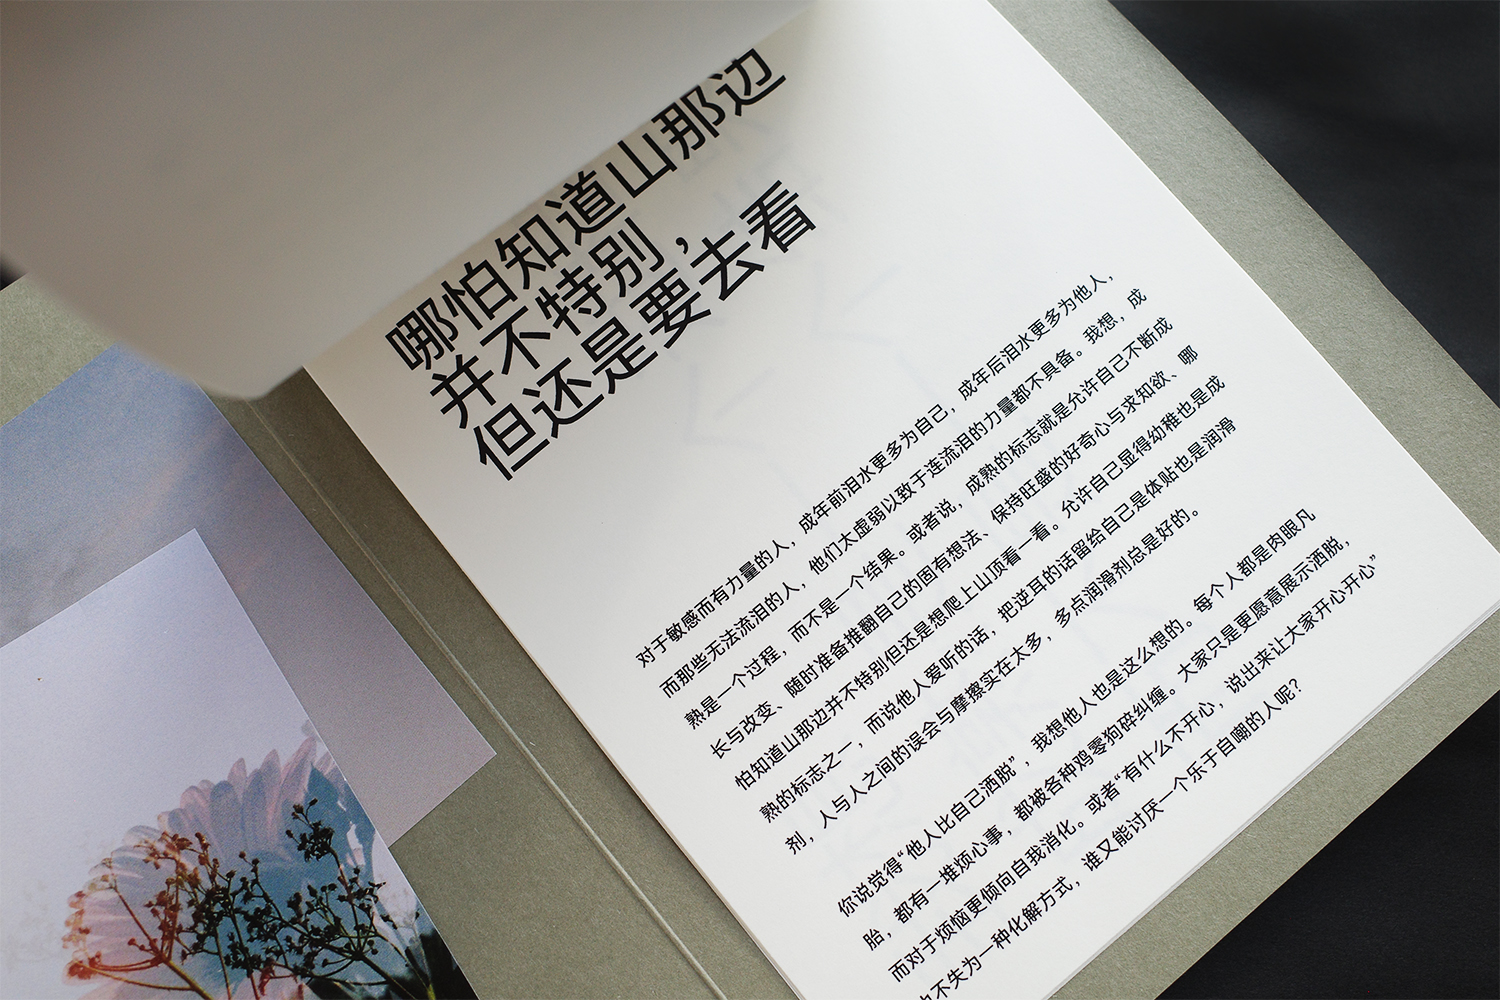 哪怕知道山那边
并不特别，
但还是要去看
对于敏感而有力量的人，成年前泪水更多为自己，成年后泪水更多为他人，
而那些无法流泪的人，他们太虚弱以致于连流泪的力量都不具备。我想，成
熟是一个过程，而不是一个结果。或者说，成熟的标志就是允许自己不断成
长与改变、随时准备推翻自己的固有想法、保持旺盛的好奇心与求知欲、哪
怕知道山那边并不特别但还是想爬上山顶看一看。允许自己显得幼稚也是成
熟的标志之一，而说他人爱听的话，把逆耳的话留给自己是体贴也是润滑
剂，人与人之间的误会与摩擦实在太多，多点润滑剂总是好的。
你说觉得“他人比自己洒脱”，我想他人也是这么想的。每个人都是肉眼凡
胎，都有一堆烦心事，都被各种鸡零狗碎纠缠。大家只是更愿意展示洒脱，
而对于烦恼更倾向自我消化。或者“有什么不开心，说出来让大家开心开心”
也不失为一种化解方式，谁又能讨厌一个乐于自嘲的人呢？